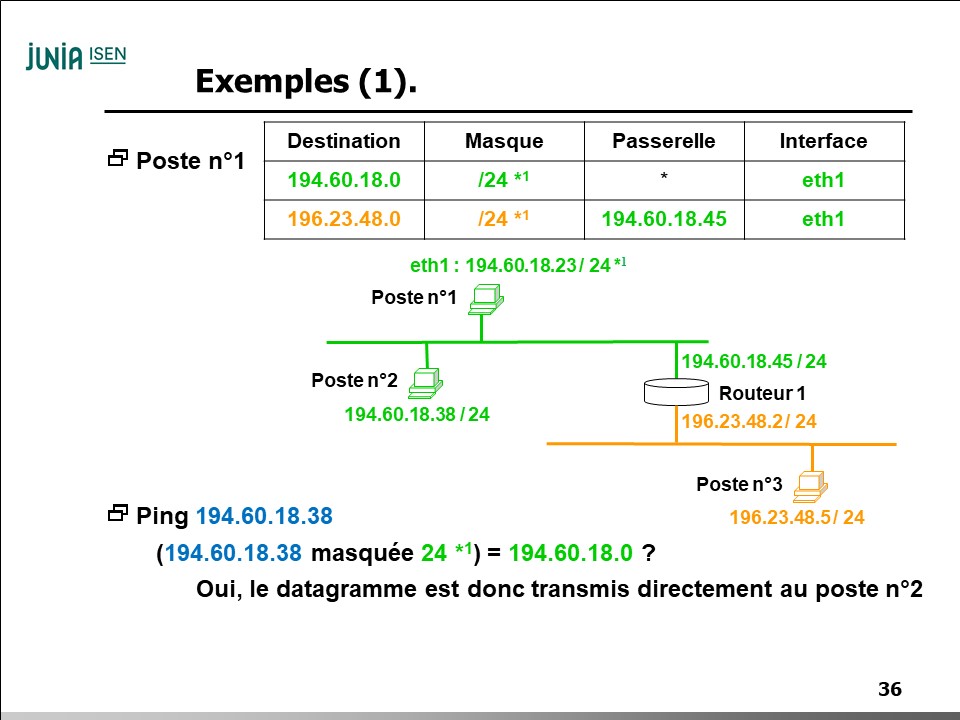 JUNIA ISEN
Exemples (1).
Poste n°1
Destination Masque Passerelle Interface
194.60.18.0 /24 *1 * eth1
196.23.48.0 /24 *1 194.60.18.45 eth1
eth1 : 194.60.18.23 / 24 *1
Poste n°1
194.60.18.45 / 24
Poste n°2
Routeur 1
194.60.18.38 / 24
196.23.48.2 / 24
Poste n°3
196.23.48.5 / 24
Ping 194.60.18.38
(194.60.18.38 masquée 24 *1) = 194.60.18.0 ?
Oui, le datagramme est donc transmis directement au poste n°2
36